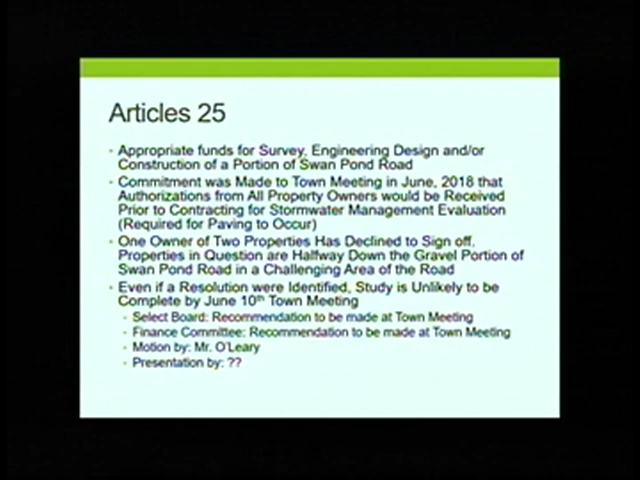 Articles 25
Appropriate funds for Survey, Engineering Design and/or
Construction of a Portion of Swan Pond Road
Commitment was Made to Town Meeting in June, 2018 that
Authorizations from All Property Owners would be Received
Prior to Contracting for Stormwater Management Evaluation
(Required for Paving to Occur)
One Owner of Two Properties Has Declined to Sign off.
Properties in Question are Halfway Down the Gravel Portion of
Swan Pond Road in a Challenging Area of the Road
Even if a Resolution were Identified, Study is Unlikely to be
Complete by June 10th Town Meeting
Select Board: Recommendation to be made at Town Meeting
Finance Committee: Recommendation to be made at Town Meeting
Motion by: Mr. O'Leary
Presentation by: ??